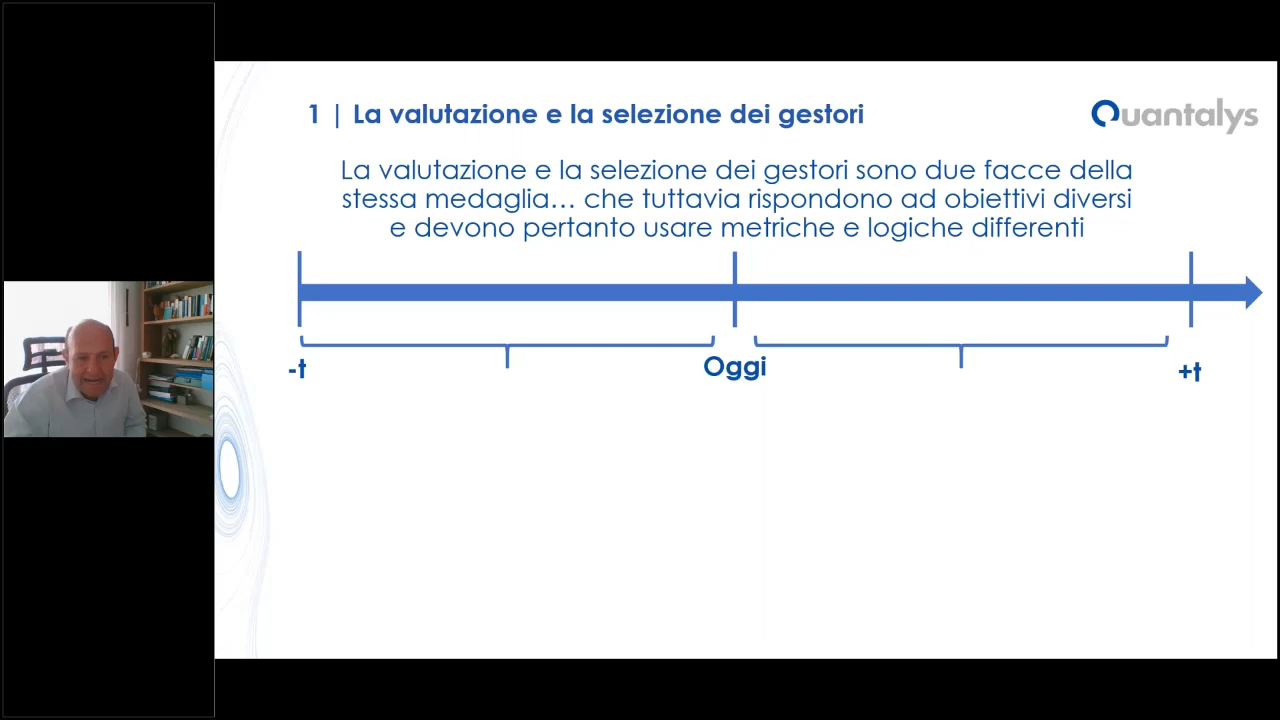 1 | La valutazione e la selezione dei gestori
Quantalys
La valutazione e la selezione dei gestori sono due facce della
stessa medaglia… che tuttavia rispondono ad obiettivi diversi
e devono pertanto usare metriche e logiche differenti
-t
Oggi
+t